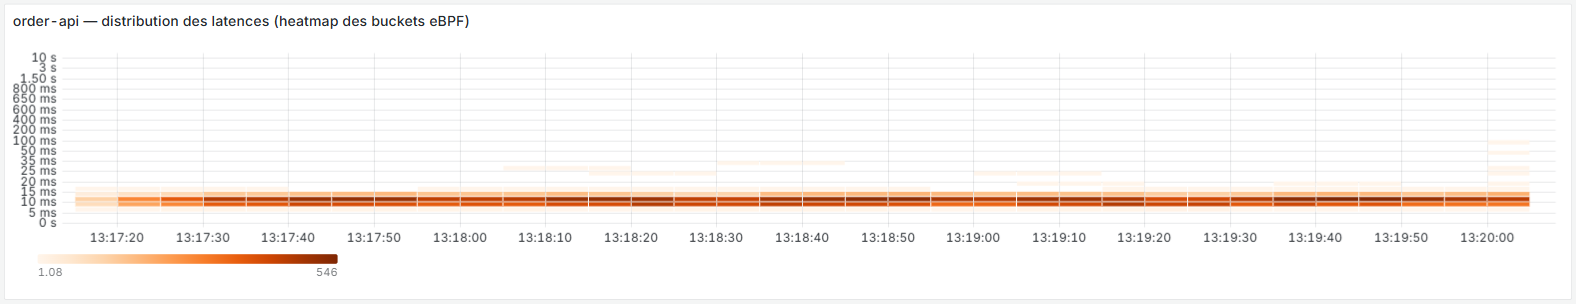 order-api — distribution des latences (heatmap des buckets eBPF)
10 s
3 s
1.50 s
800 ms
650 ms
600 ms
400 ms
200 ms
100 ms
50 ms
35 ms
25 ms
20 ms
15 ms
10 ms
5 ms
0 s
13:17:20 13:17:30 13:17:40 13:17:50 13:18:00 13:18:10 13:18:20 13:18:30 13:18:40 13:18:50 13:19:00 13:19:10 13:19:20 13:19:30 13:19:40 13:19:50 13:20:00
1.08 546